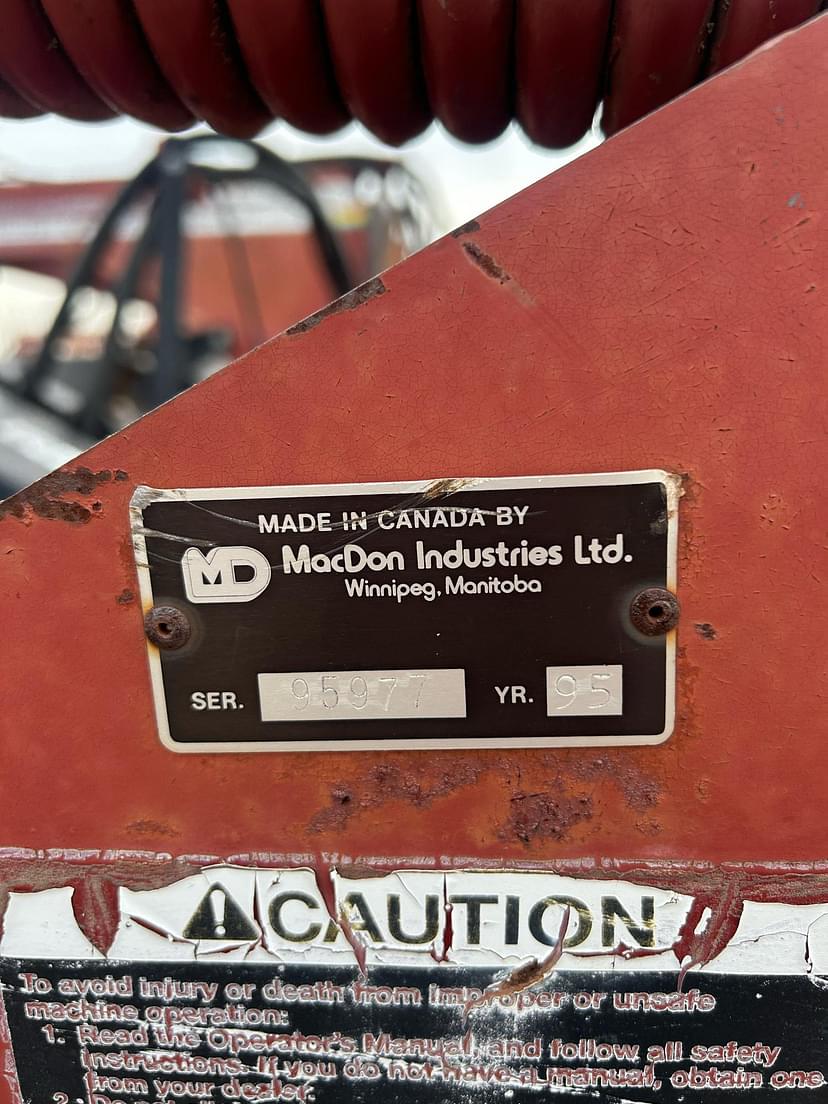 MADE IN CANADA BY
MD MacDon Industries Ltd.
Winnipeg, Manitoba
SER. 95977 YR. 95
CAUTION
To avoid injury or death from improper or unsafe
machine operation:
1. Read the Operator's Manual and follow all safety
instructions. If you do not have a manual, obtain one
from your dealer.
2.